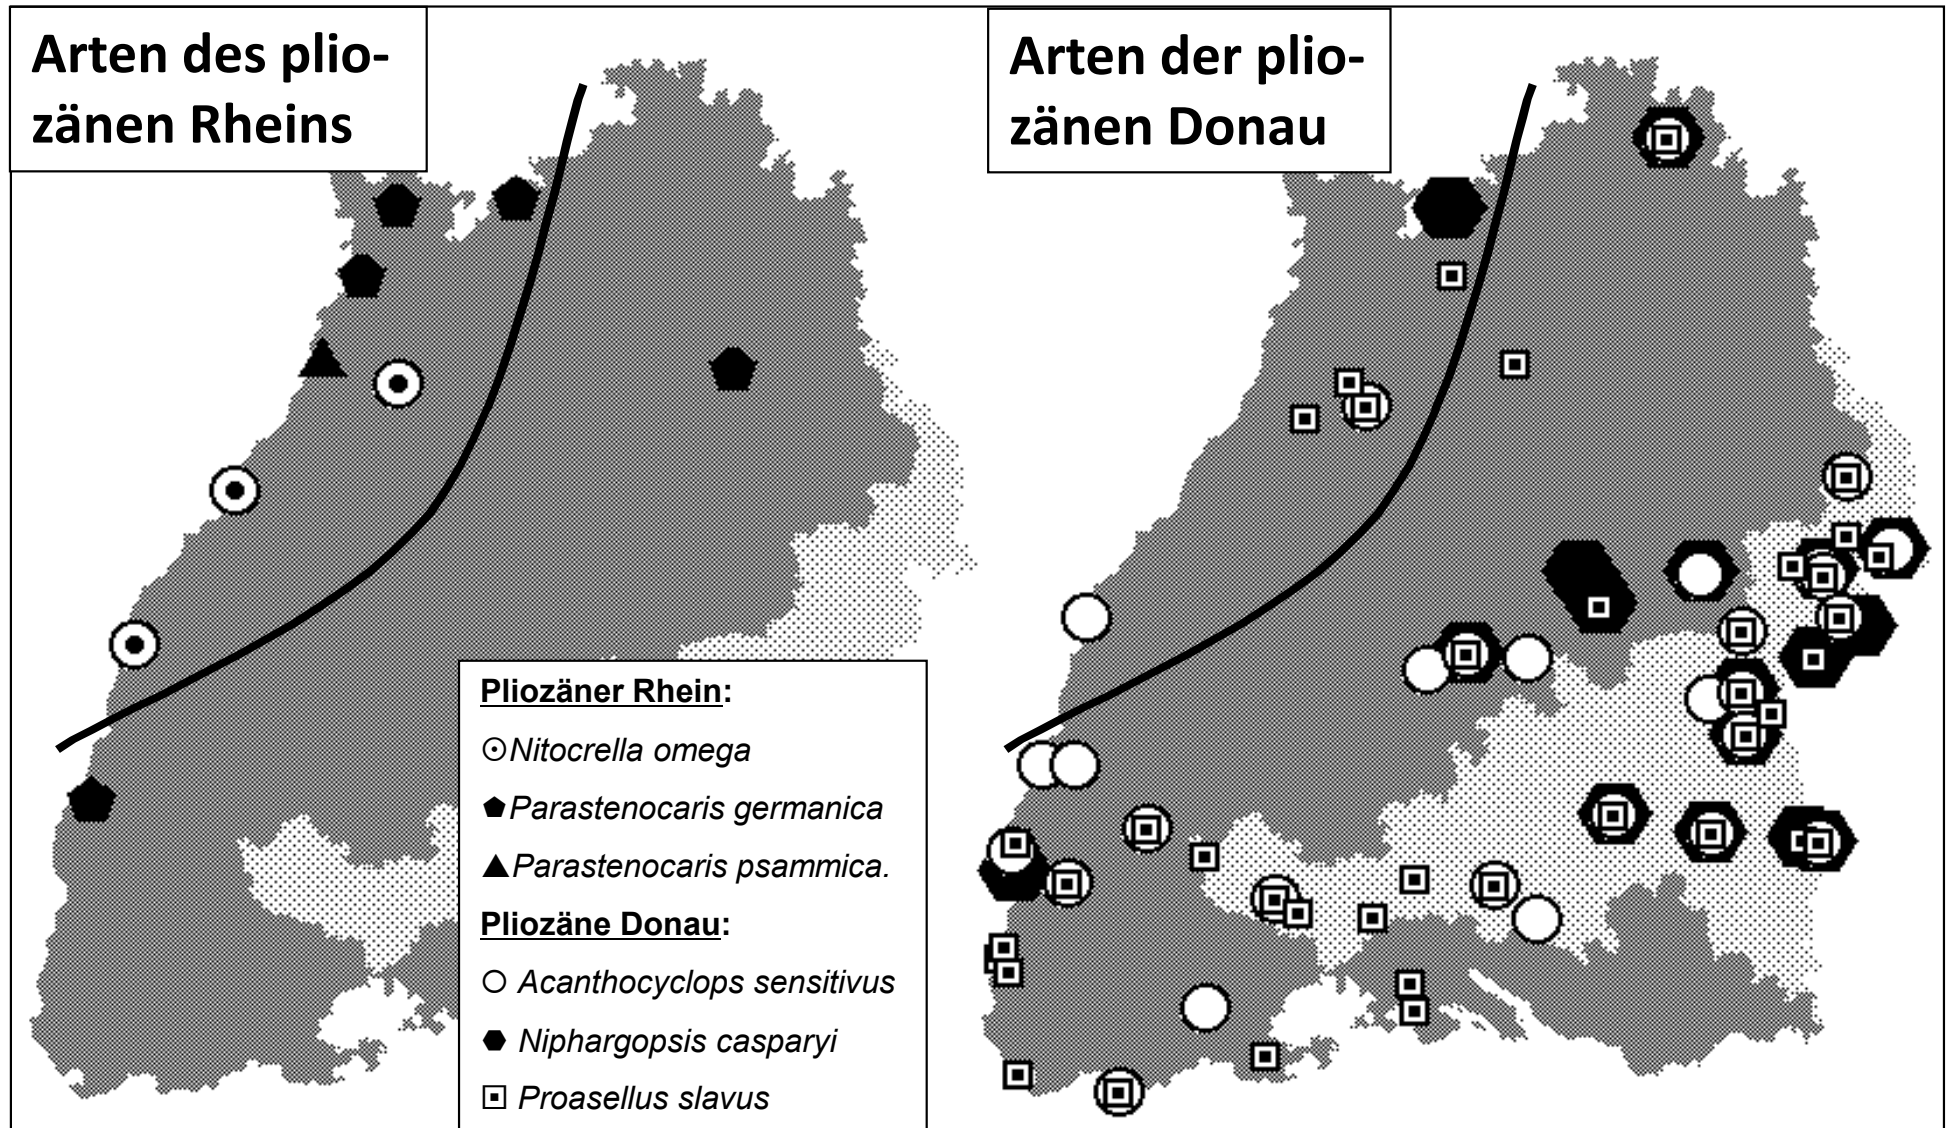 Arten des plio-
zänen Rheins
Arten der plio-
zänen Donau
Pliozäner Rhein:
Nitocrella omega
Parastenocaris germanica
Parastenocaris psammica.
Pliozäne Donau:
Acanthocyclops sensitivus
Niphargopsis casparyi
Proasellus slavus